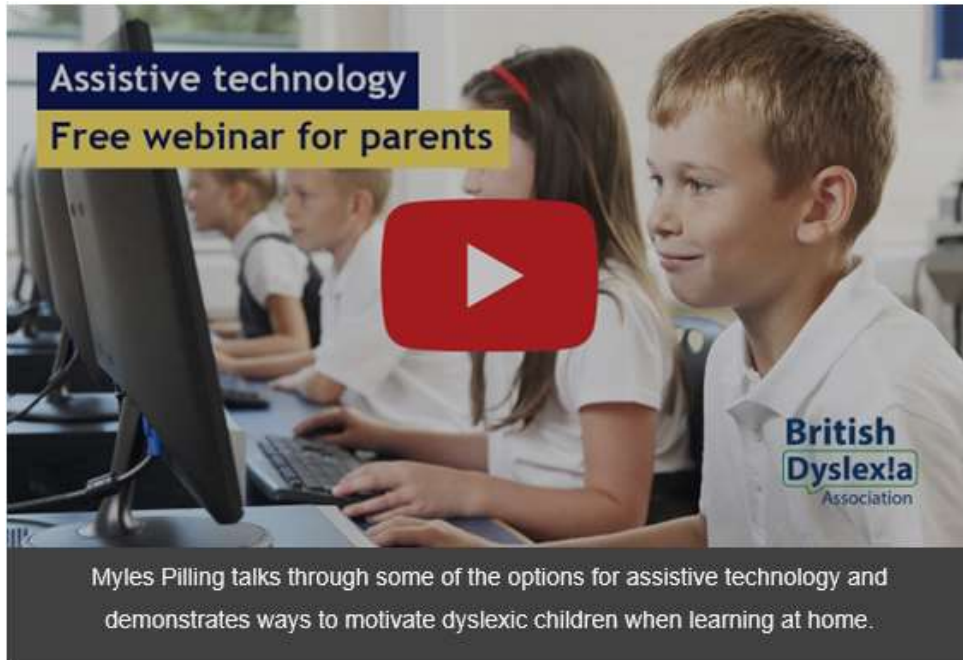 Assistive technology
Free webinar for parents
British
Dyslex!a
Association
Myles Pilling talks through some of the options for assistive technology and
demonstrates ways to motivate dyslexic children when learning at home.